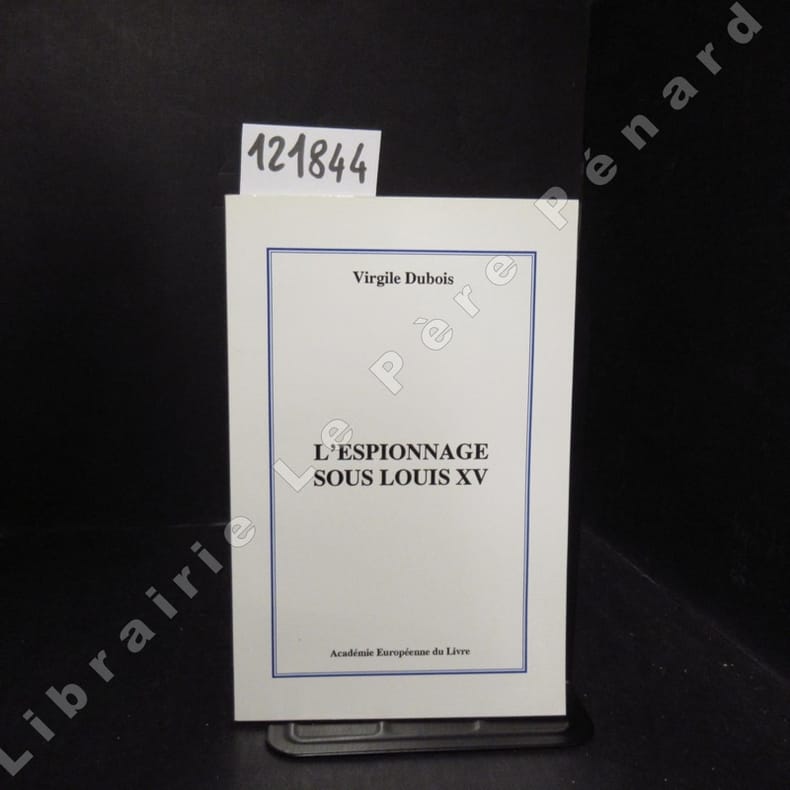 121844
Virgile Dubois
L'ESPIONNAGE
SOUS LOUIS XV
Académie Européenne du Livre
Librairie Le Père Pénard